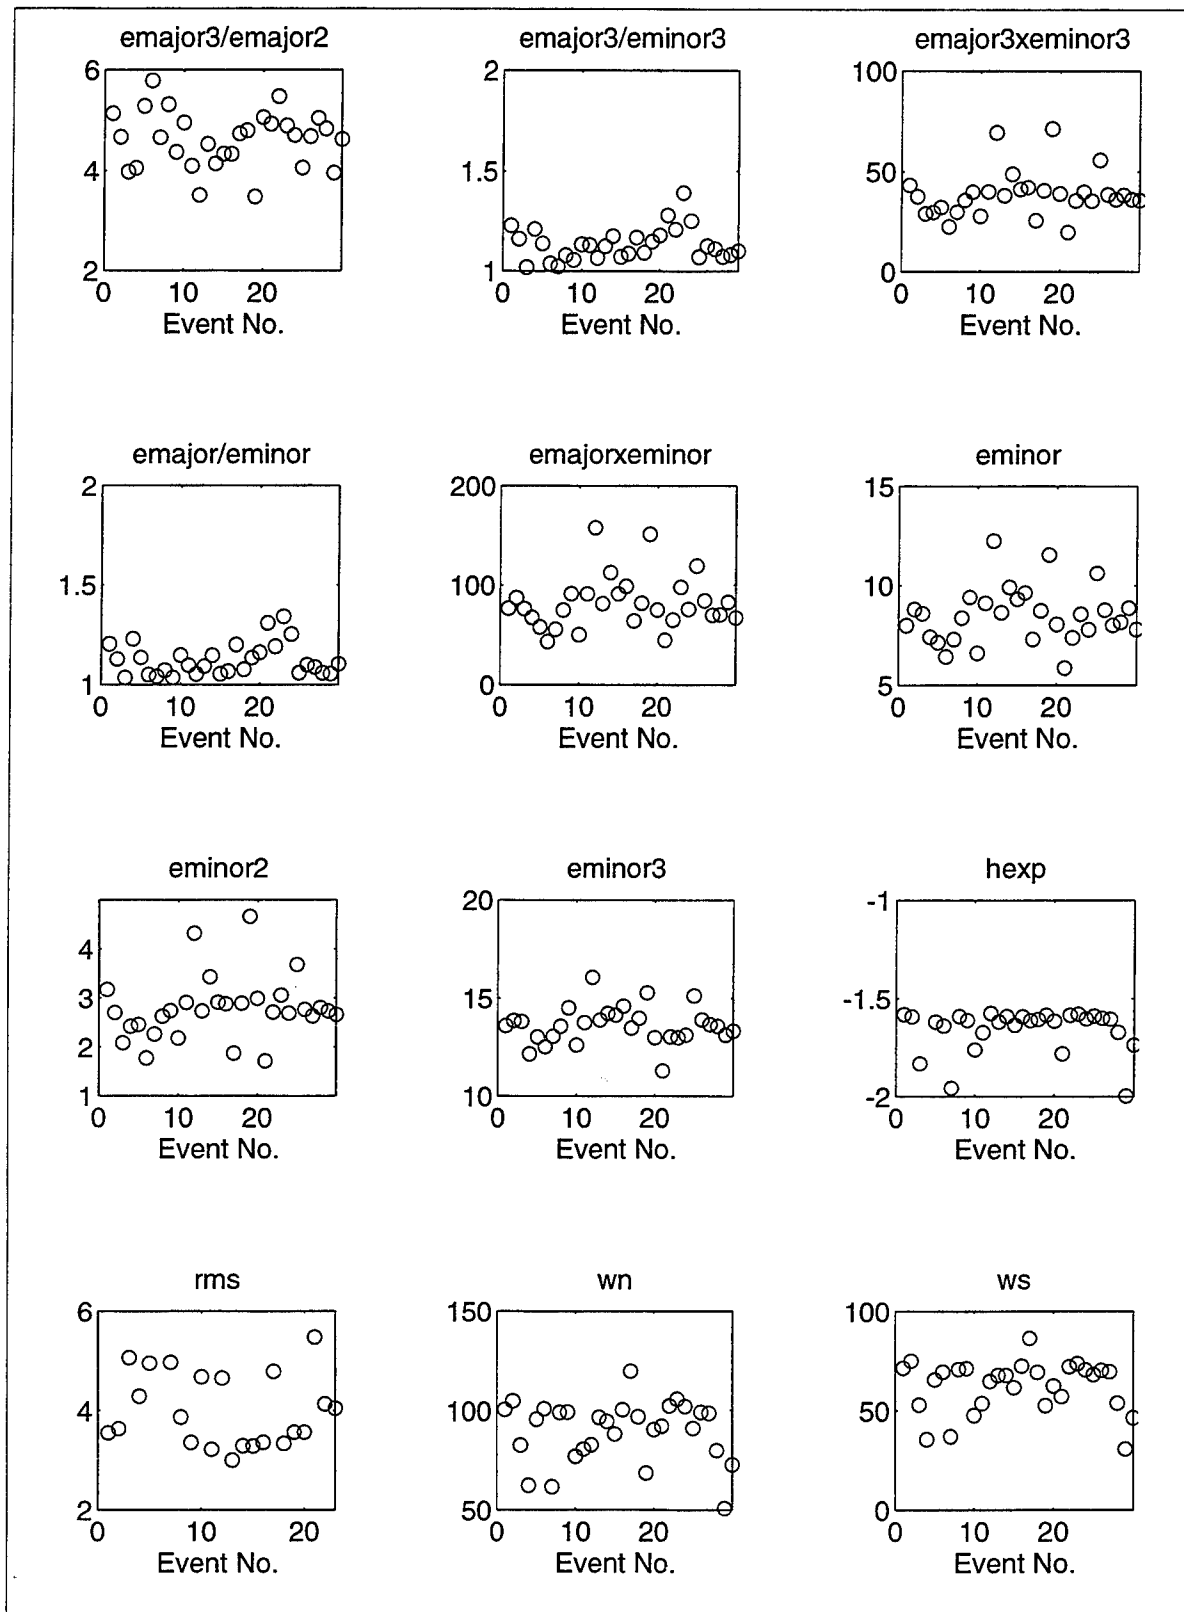 emajor3/emajor2 emajor3/eminor3 emajor3xeminor3
6 2 100
4 1.5 50
2 1 0
0 10 20 0 10 20 0 10 20
Event No. Event No. Event No.
emajor/eminor emajorxeminor eminor
2 200 15
1.5 100 10
1 0 5
0 10 20 0 10 20 0 10 20
Event No. Event No. Event No.
eminor2 eminor3 hexp
20 -1
4
3 15 -1.5
2
1 10 -2
0 10 20 0 10 20 0 10 20
Event No. Event No. Event No.
rms wn ws
6 150 100
4 100 50
2 50 0
0 10 20 0 10 20 0 10 20
Event No. Event No. Event No.